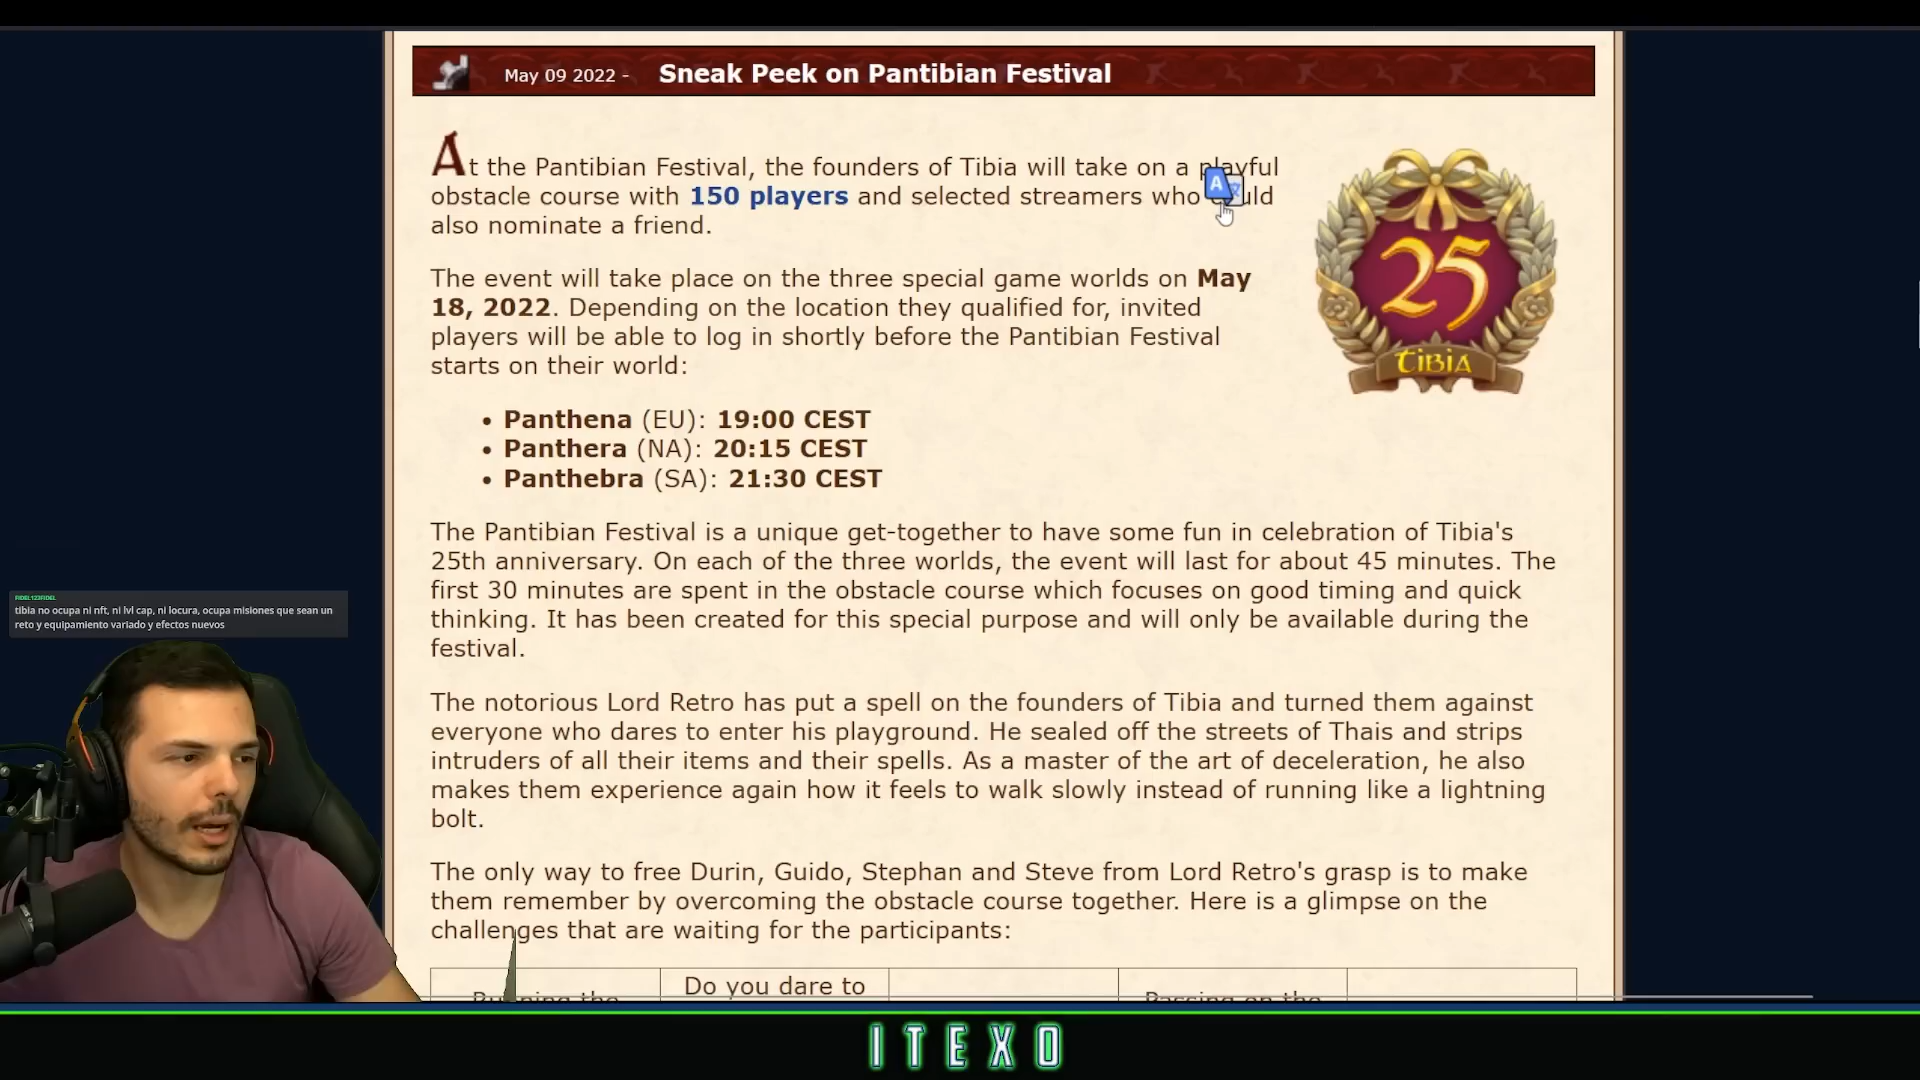 May 09 2022 - Sneak Peek on Pantibian Festival
At the Pantibian Festival, the founders of Tibia will take on a playful
obstacle course with 150 players and selected streamers who could
also nominate a friend.
The event will take place on the three special game worlds on May
18, 2022. Depending on the location they qualified for, invited
players will be able to log in shortly before the Pantibian Festival
starts on their world:
• Panthena (EU): 19:00 CEST
• Panthera (NA): 20:15 CEST
• Panthebra (SA): 21:30 CEST
25
TIBIA
The Pantibian Festival is a unique get-together to have some fun in celebration of Tibia's
25th anniversary. On each of the three worlds, the event will last for about 45 minutes. The
first 30 minutes are spent in the obstacle course which focuses on good timing and quick
thinking. It has been created for this special purpose and will only be available during the
festival.
The notorious Lord Retro has put a spell on the founders of Tibia and turned them against
everyone who dares to enter his playground. He sealed off the streets of Thais and strips
intruders of all their items and their spells. As a master of the art of deceleration, he also
makes them experience again how it feels to walk slowly instead of running like a lightning
bolt.
The only way to free Durin, Guido, Stephan and Steve from Lord Retro's grasp is to make
them remember by overcoming the obstacle course together. Here is a glimpse on the
challenges that are waiting for the participants:
Running the
Do you dare to
Passing on the
FIDEL123FIDEL
tibia no ocupa ni nft, ni lvl cap, ni locura, ocupa misiones que sean un
reto y equipamiento variado y efectos nuevos
ITEXO